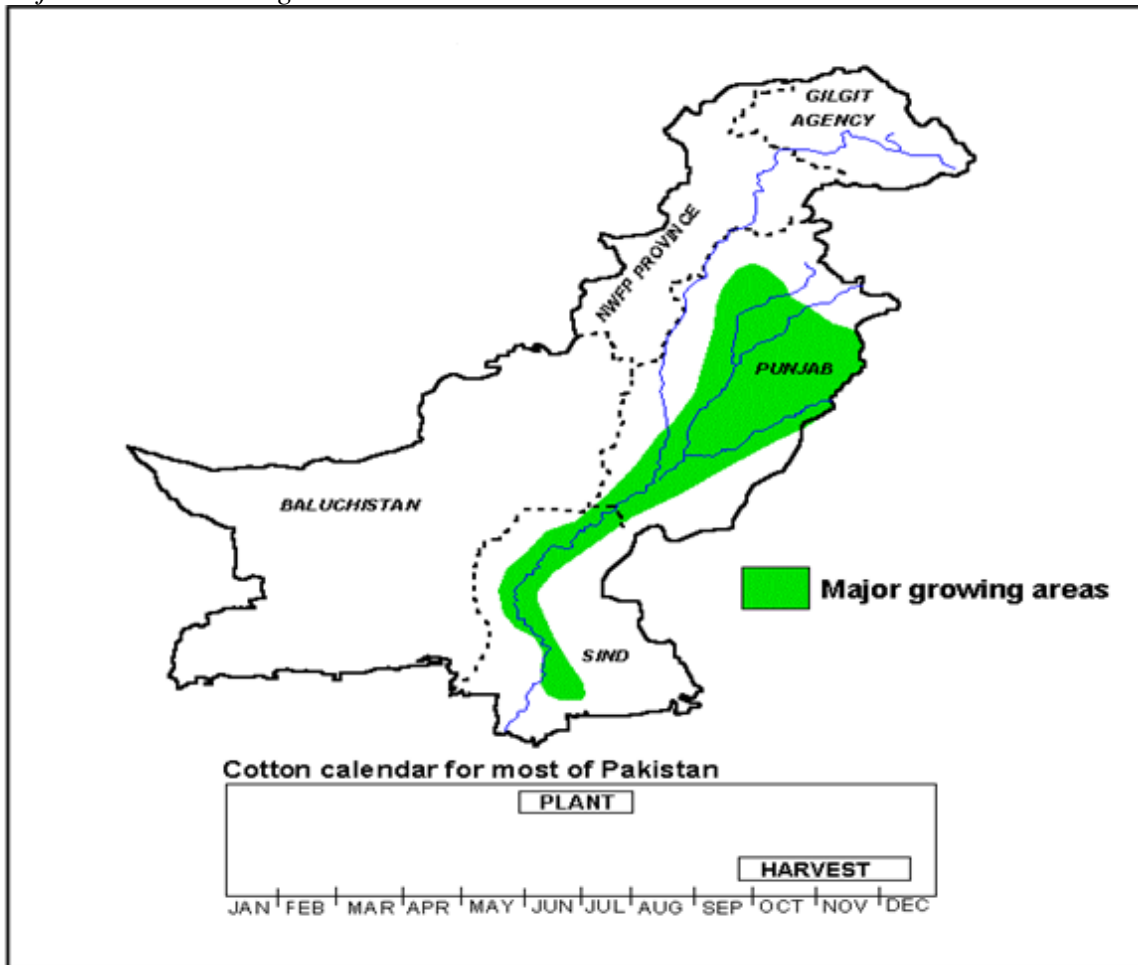 GILGIT
AGENCY
NWFP PROVINCE
PUNJAB
BALUCHISTAN
Major growing areas
SIND
Cotton calendar for most of Pakistan
PLANT
HARVEST
JAN FEB MAR APR MAY JUN JUL AUG SEP OCT NOV DEC